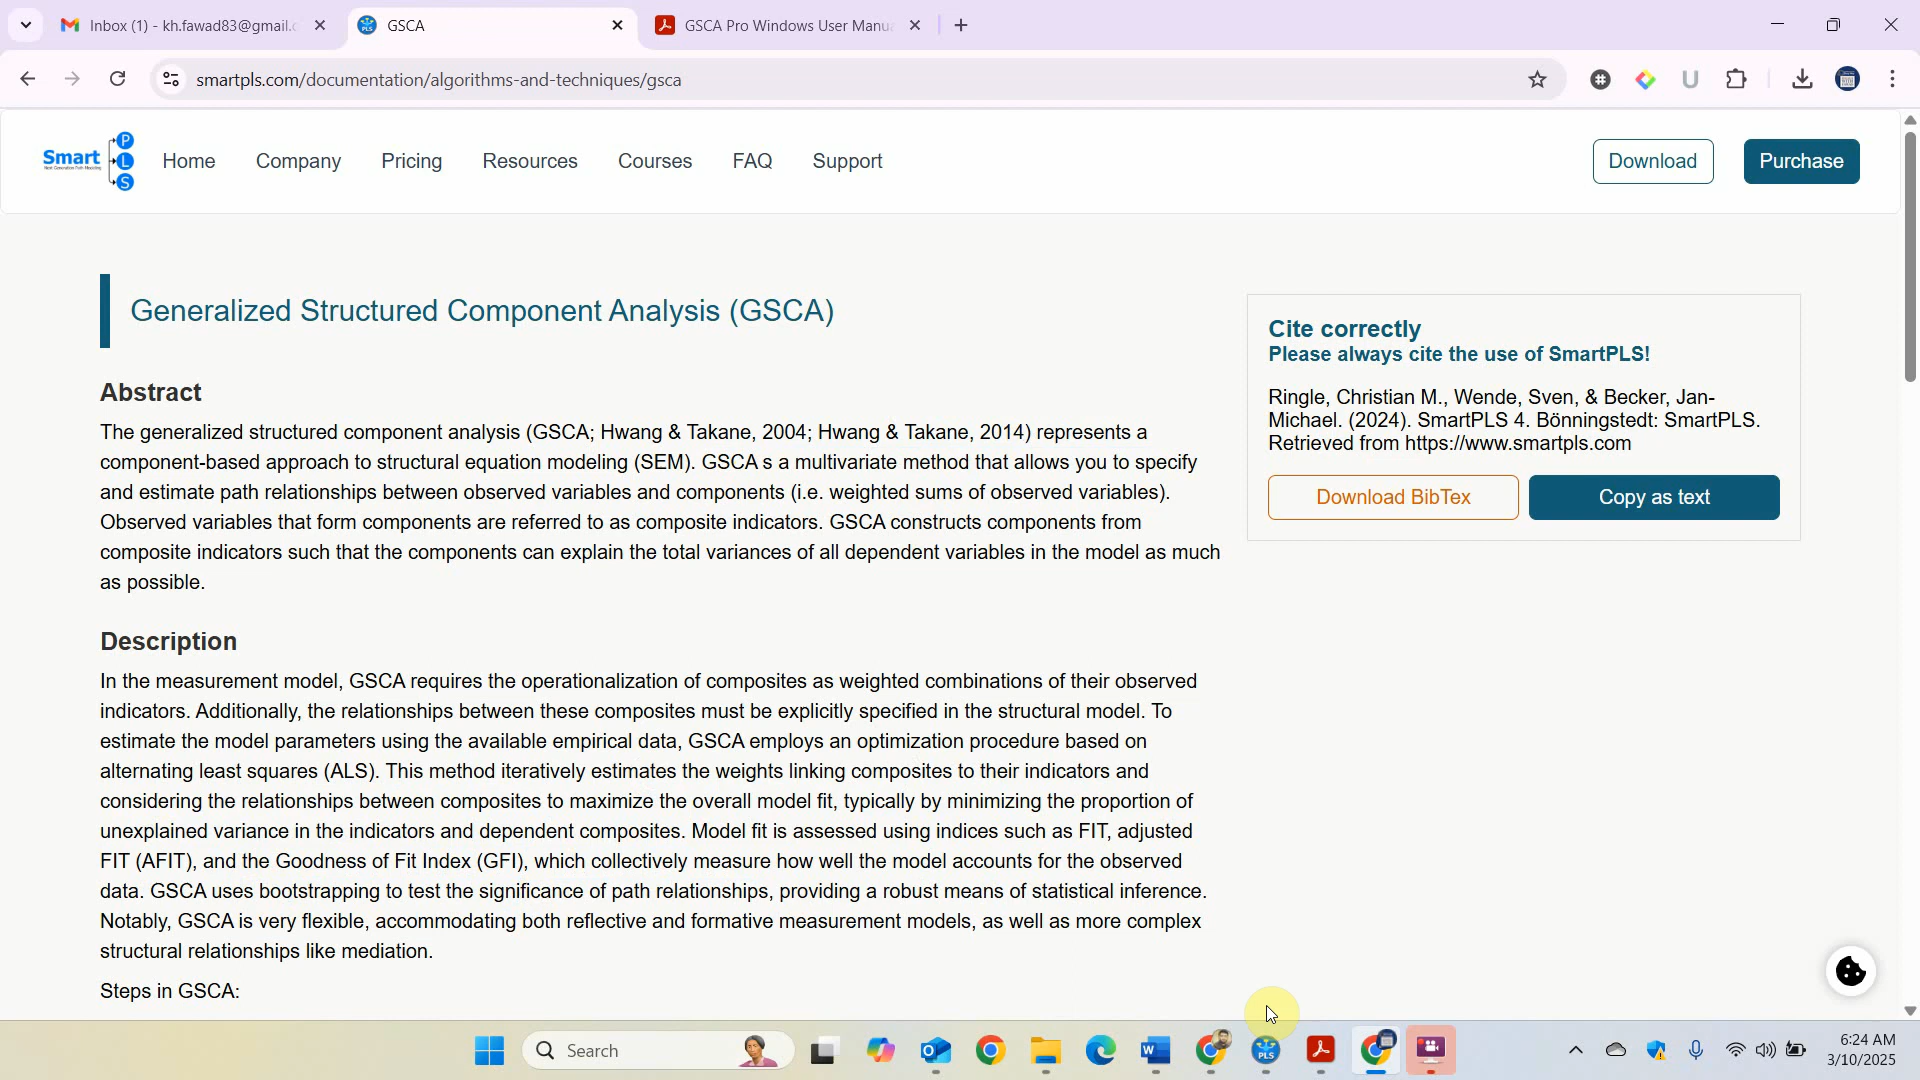 Inbox (1) - kh.fawad83@gmail.c
GSCA
GSCA Pro Windows User Manu
smartpls.com/documentation/algorithms-and-techniques/gsca
Smart PLS
Home
Company
Pricing
Resources
Courses
FAQ
Support
Download
Purchase
Generalized Structured Component Analysis (GSCA)
Abstract
The generalized structured component analysis (GSCA; Hwang & Takane, 2004; Hwang & Takane, 2014) represents a
component-based approach to structural equation modeling (SEM). GSCA s a multivariate method that allows you to specify
and estimate path relationships between observed variables and components (i.e. weighted sums of observed variables).
Observed variables that form components are referred to as composite indicators. GSCA constructs components from
composite indicators such that the components can explain the total variances of all dependent variables in the model as much
as possible.
Description
In the measurement model, GSCA requires the operationalization of composites as weighted combinations of their observed
indicators. Additionally, the relationships between these composites must be explicitly specified in the structural model. To
estimate the model parameters using the available empirical data, GSCA employs an optimization procedure based on
alternating least squares (ALS). This method iteratively estimates the weights linking composites to their indicators and
considering the relationships between composites to maximize the overall model fit, typically by minimizing the proportion of
unexplained variance in the indicators and dependent composites. Model fit is assessed using indices such as FIT, adjusted
FIT (AFIT), and the Goodness of Fit Index (GFI), which collectively measure how well the model accounts for the observed
data. GSCA uses bootstrapping to test the significance of path relationships, providing a robust means of statistical inference.
Notably, GSCA is very flexible, accommodating both reflective and formative measurement models, as well as more complex
structural relationships like mediation.
Steps in GSCA:
Cite correctly
Please always cite the use of SmartPLS!
Ringle, Christian M., Wende, Sven, & Becker, Jan-
Michael. (2024). SmartPLS 4. Bönningstedt: SmartPLS.
Retrieved from https://www.smartpls.com
Download BibTex
Copy as text
Search
6:24 AM
3/10/2025